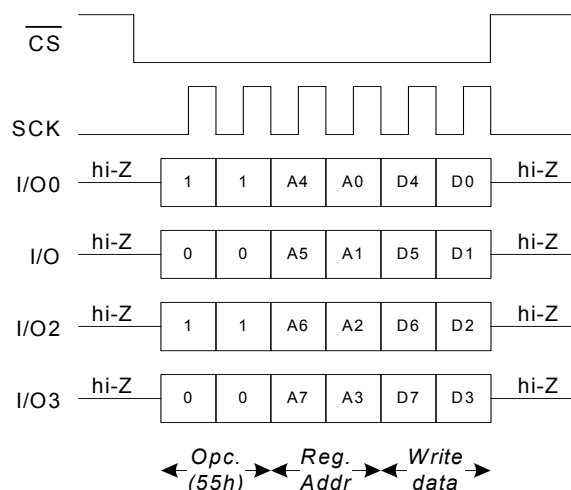 CS
SCK
I/O0 hi-Z 1 1 A4 A0 D4 D0 hi-Z
I/O hi-Z 0 0 A5 A1 D5 D1 hi-Z
I/O2 hi-Z 1 1 A6 A2 D6 D2 hi-Z
I/O3 hi-Z 0 0 A7 A3 D7 D3 hi-Z
Opc. Reg. Write
(55h) Addr data